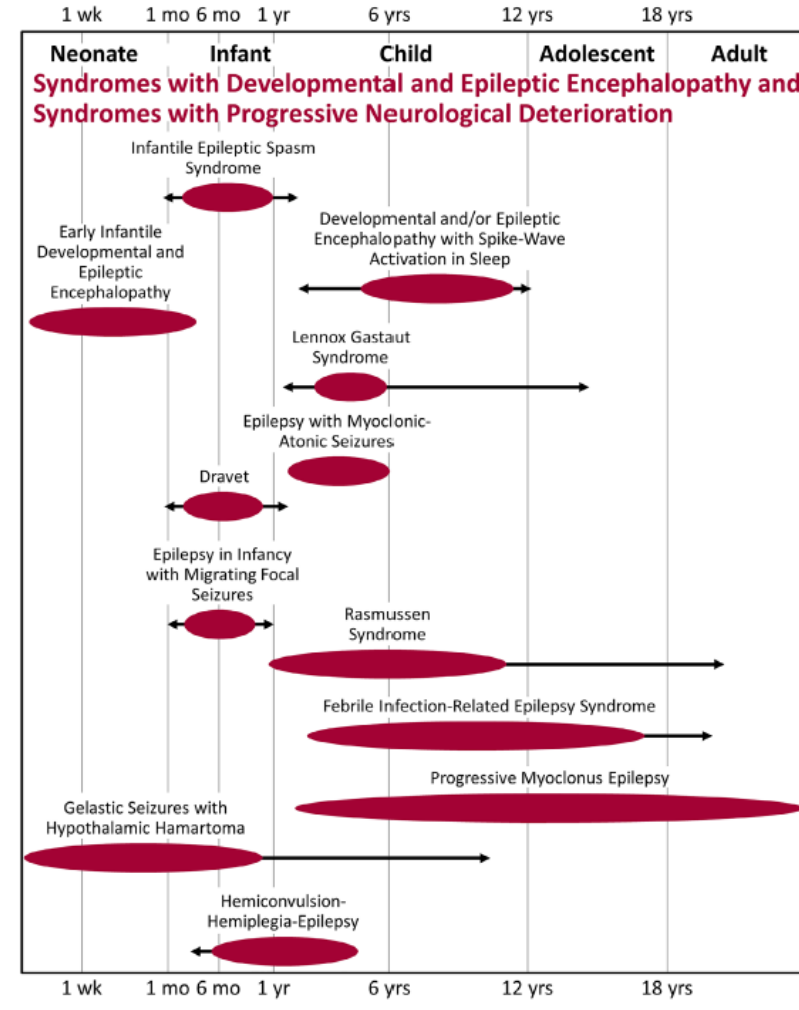 1 wk 1 mo 6 mo 1 yr 6 yrs 12 yrs 18 yrs
Neonate Infant Child Adolescent Adult
Syndromes with Developmental and Epileptic Encephalopathy and
Syndromes with Progressive Neurological Deterioration
Infantile Epileptic Spasm
Syndrome
Early Infantile
Developmental and
Epileptic
Encephalopathy
Developmental and/or Epileptic
Encephalopathy with Spike-Wave
Activation in Sleep
Lennox Gastaut
Syndrome
Epilepsy with Myoclonic-
Atonic Seizures
Dravet
Epilepsy in Infancy
with Migrating Focal
Seizures
Rasmussen
Syndrome
Febrile Infection-Related Epilepsy Syndrome
Progressive Myoclonus Epilepsy
Gelastic Seizures with
Hypothalamic Hamartoma
Hemiconvulsion-
Hemiplegia-Epilepsy
1 wk 1 mo 6 mo 1 yr 6 yrs 12 yrs 18 yrs